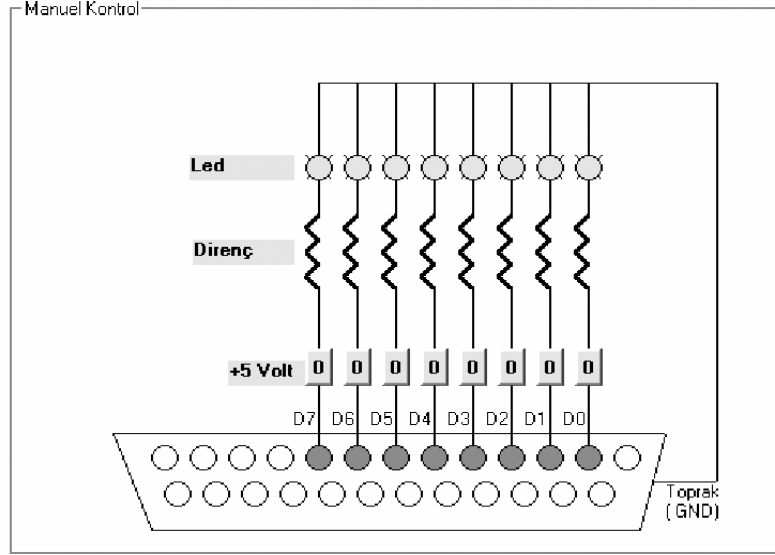 Manuel Kontrol
Led
Direnç
+5 Volt 0 0 0 0 0 0 0 0
D7 D6 D5 D4 D3 D2 D1 D0
Toprak
(GND)